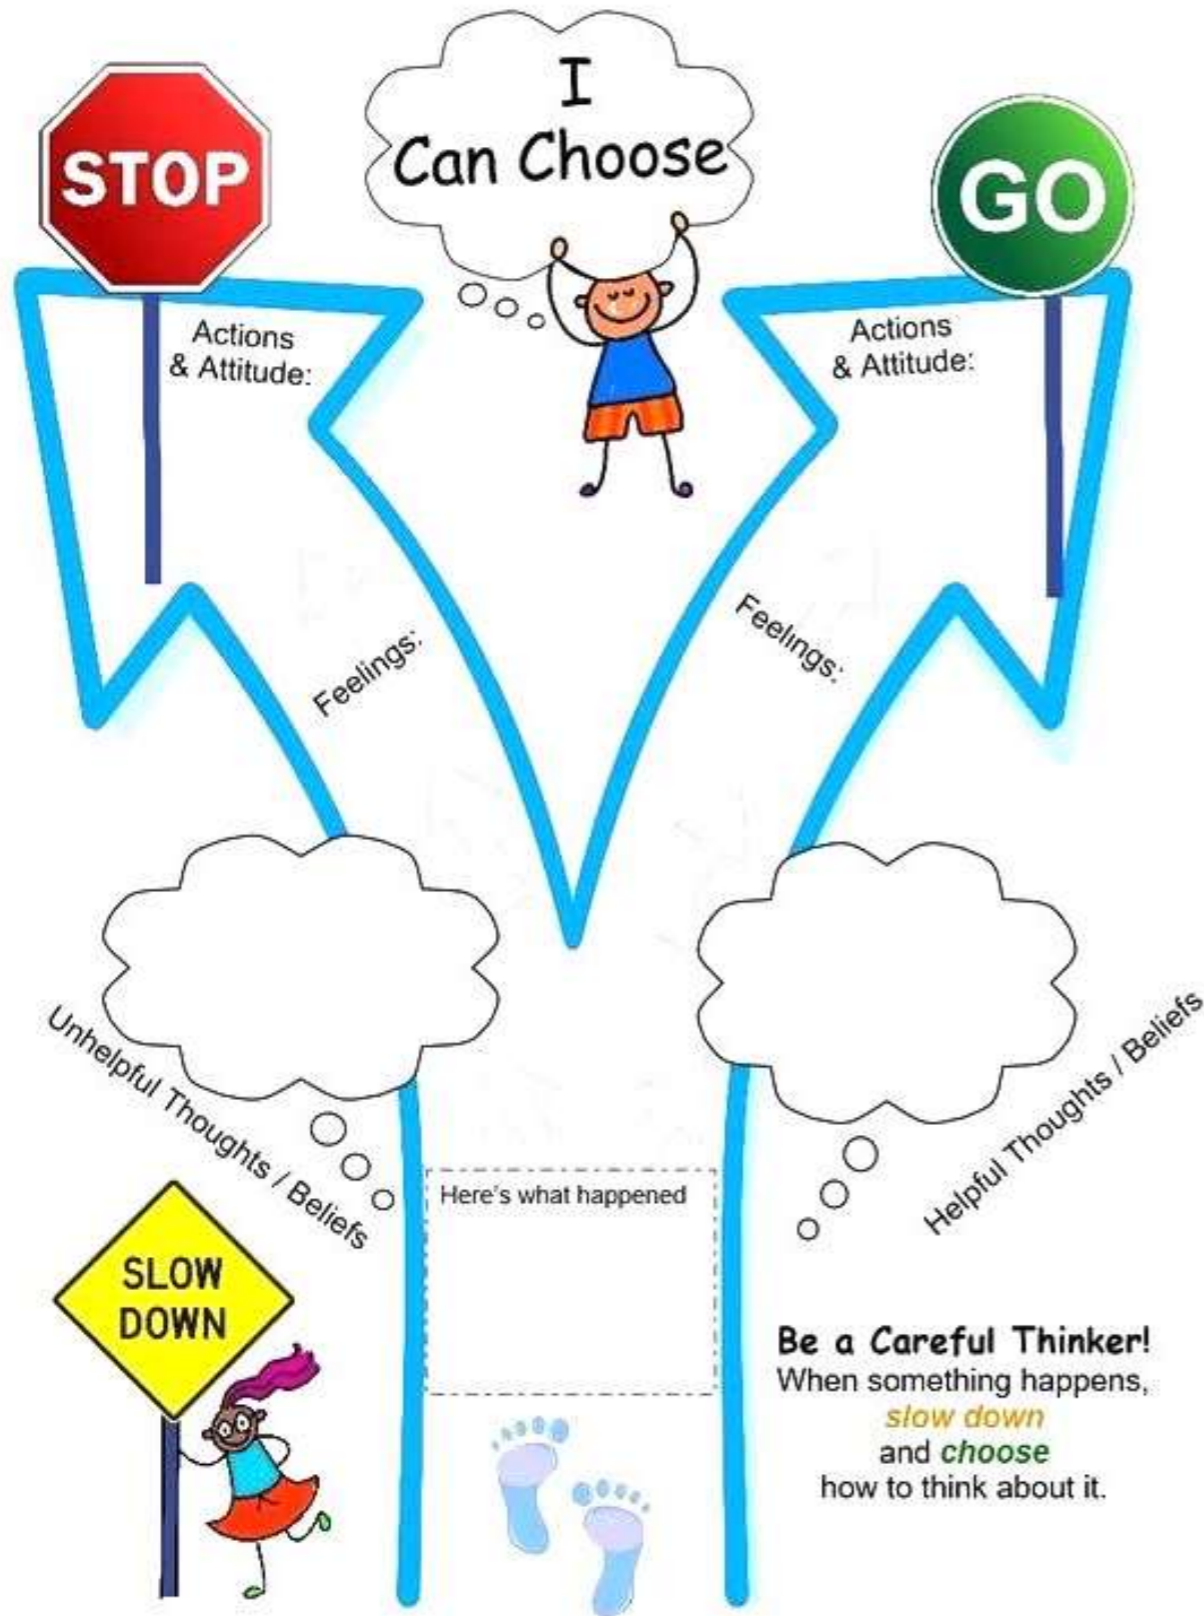 I
Can Choose
STOP
GO
Actions
& Attitude:
Actions
& Attitude:
Feelings:
Feelings:
Unhelpful Thoughts / Beliefs
Helpful Thoughts / Beliefs
Here's what happened
SLOW
DOWN
Be a Careful Thinker!
When something happens,
slow down
and choose
how to think about it.